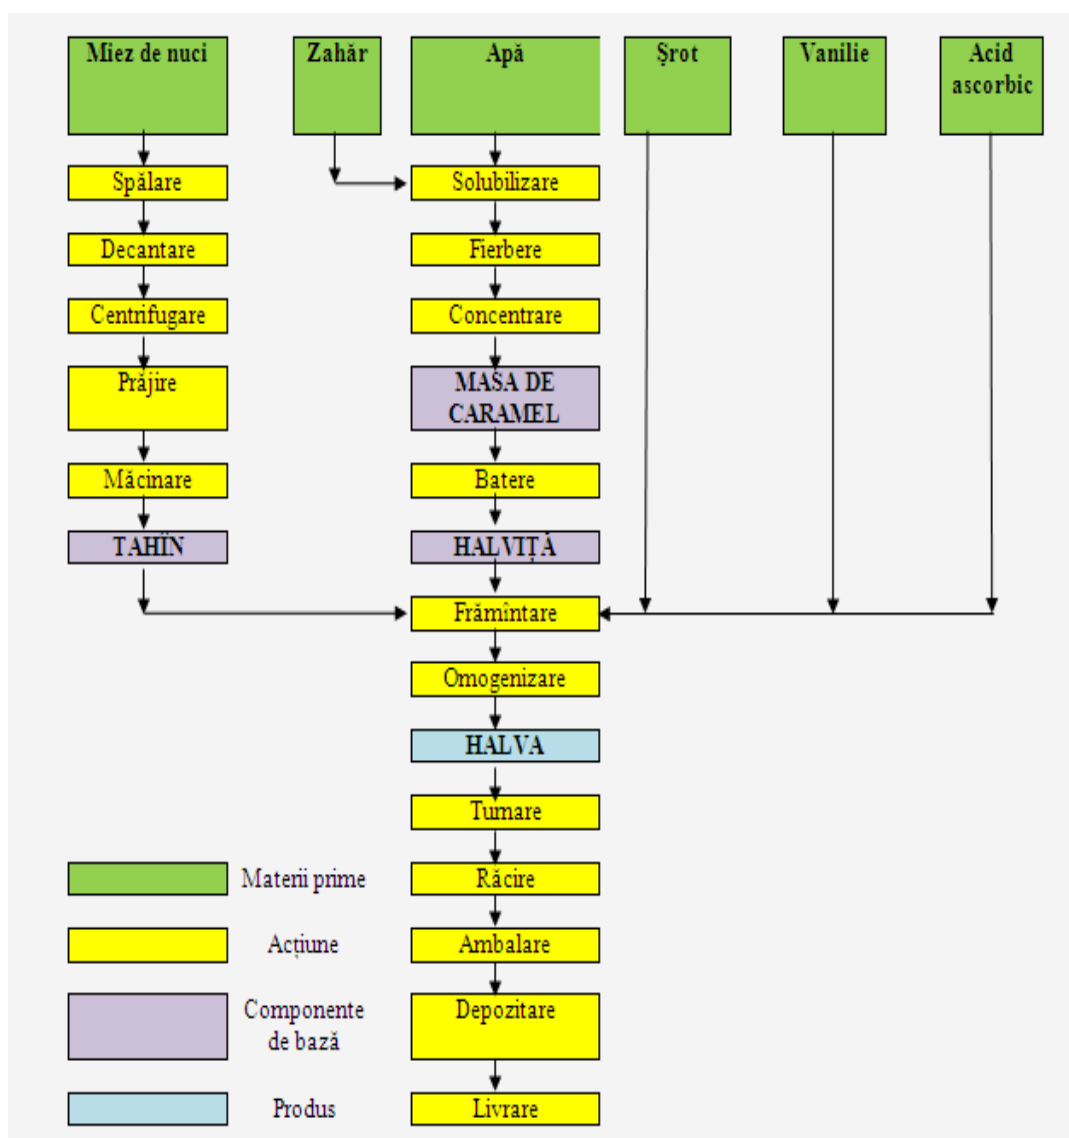 Miez de nuci
Zahăr
Apă
Șrot
Vanilie
Acid
ascorbic
Spălare
Solubilizare
Decantare
Fierbere
Centrifugare
Concentrare
Prăjire
MASA DE
CARAMEL
Măcinare
Batere
TAHÎN
HALVIȚĂ
Frămîntare
Omogenizare
HALVA
Turnare
Materii prime
Răcire
Acțiune
Ambalare
Componente
de bază
Depozitare
Produs
Livrare